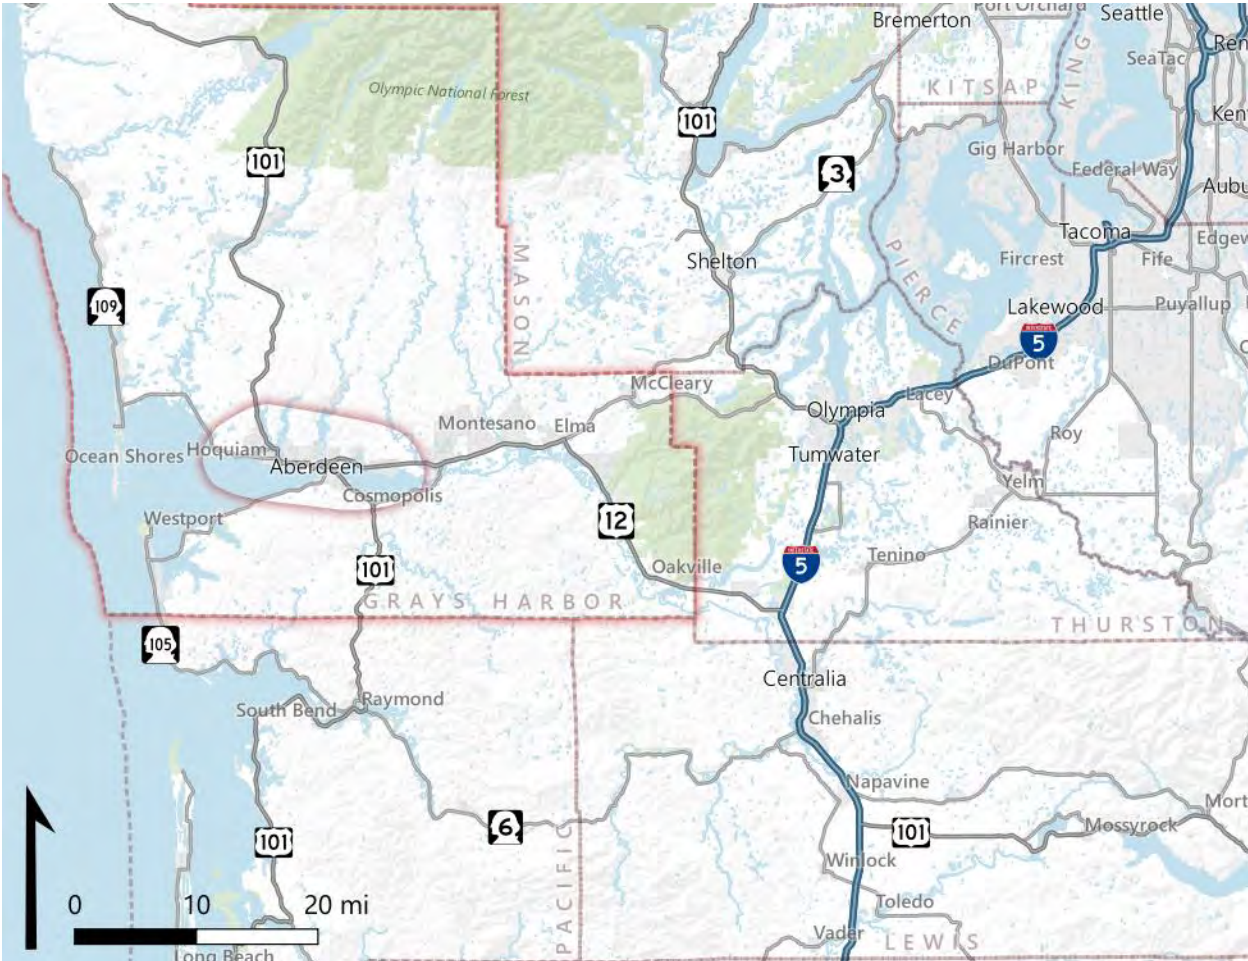 Bremerton
Port Orchard
Seattle
Ren
SeaTac
KITSAP
KING
Olympic National Forest
101
101
3
Ken
Gig Harbor
Federal Way
Aubu
MASON
Shelton
PIERCE
Tacoma
Fircrest
Fife
Edgew
109
Lakewood
Puyallup
INTERSTATE
5
DuPont
McCleary
Lacey
Montesano
Elma
Olympia
Roy
Ocean Shores
Hoquiam
Aberdeen
Tumwater
Cosmopolis
Yelm
Westport
12
Rainier
101
Oakville
INTERSTATE
5
Tenino
GRAYS HARBOR
THURSTON
105
Centralia
South Bend
Raymond
Chehalis
Napavine
Mort
101
6
101
Mossyrock
PACIFIC
Winlock
0 10 20 mi
Toledo
Vader
LEWIS
Long Beach